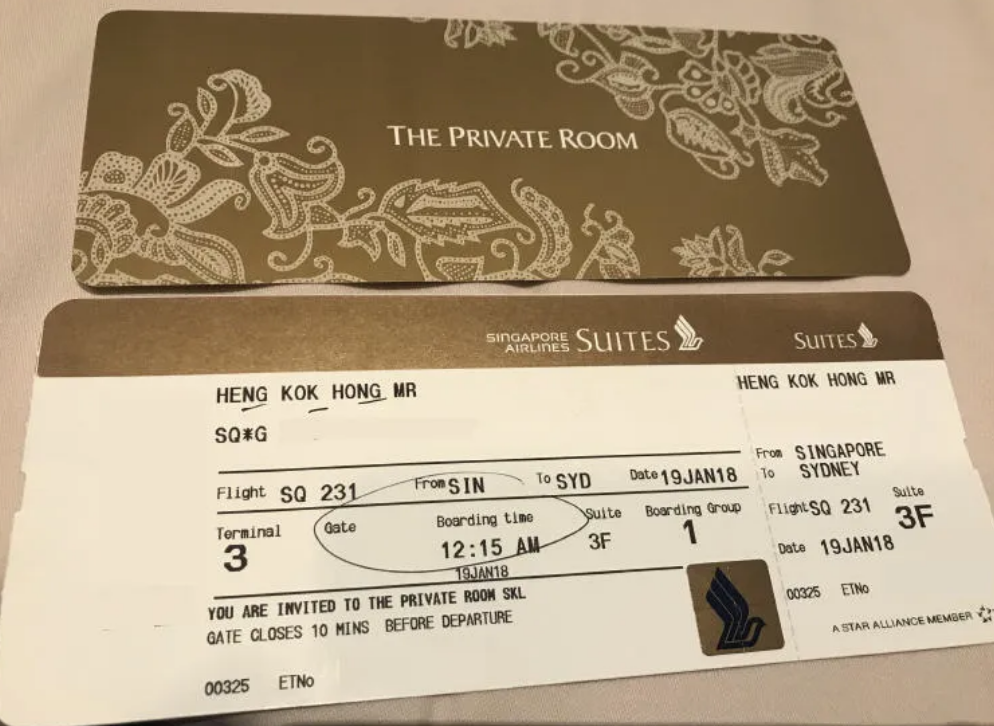 THE PRIVATE ROOM
SINGAPORE AIRLINES SUITES
SUITES
HENG KOK HONG MR
SQ*G
Flight SQ 231 From SIN To SYD Date 19JAN18
Terminal Gate Boarding time Suite Boarding Group
3 12:15 AM 3F 1
19JAN18
YOU ARE INVITED TO THE PRIVATE ROOM SKL
GATE CLOSES 10 MINS BEFORE DEPARTURE
00325 ETNo
HENG KOK HONG MR
From SINGAPORE
To SYDNEY
Flight SQ 231 Suite 3F
Date 19JAN18
00325 ETNo
A STAR ALLIANCE MEMBER